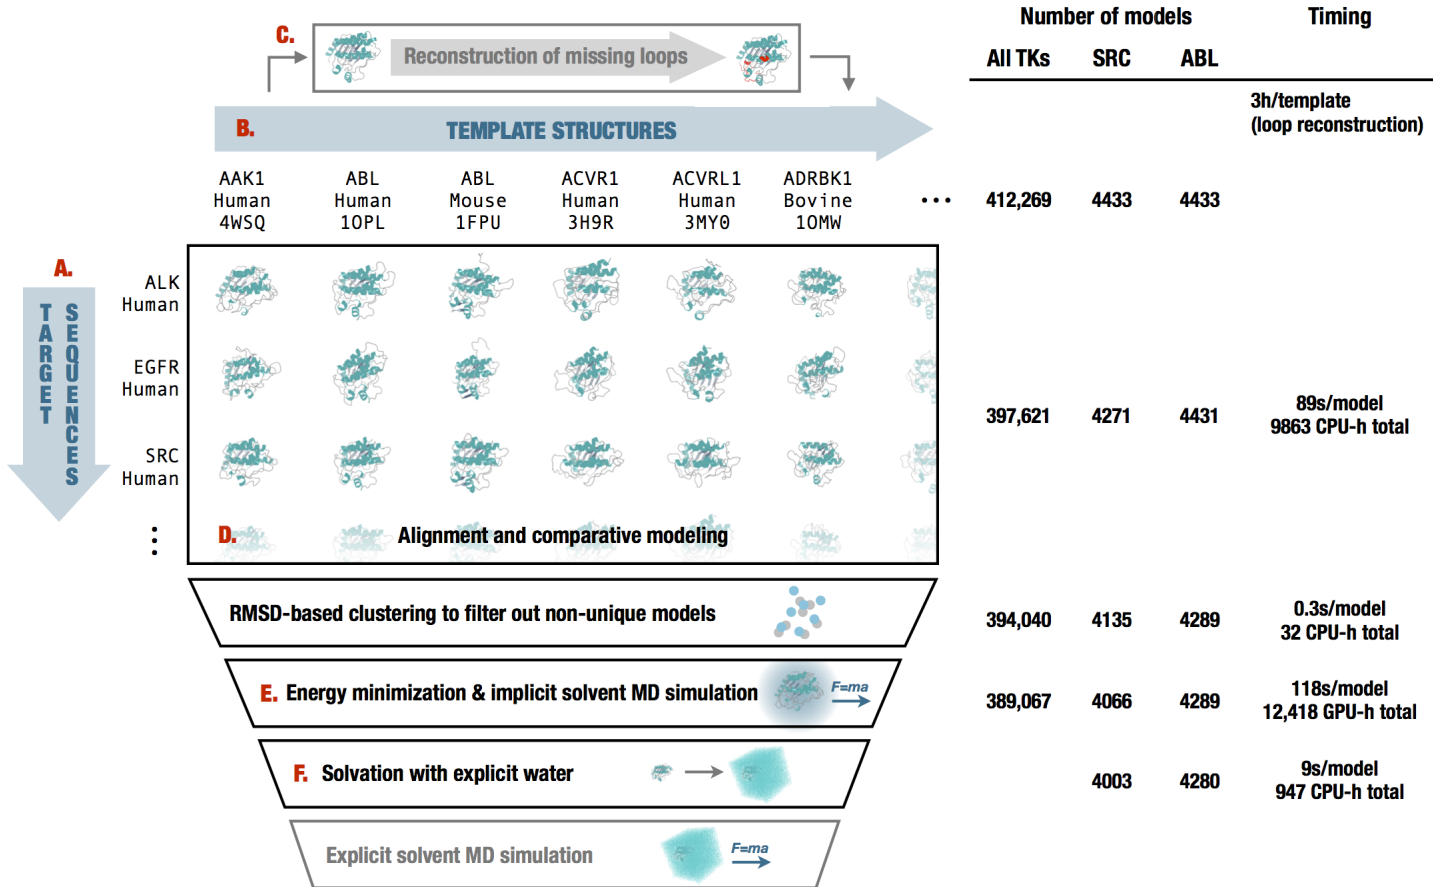 Number of models
Timing
All TKs
SRC
ABL
C.
Reconstruction of missing loops
3h/template
(loop reconstruction)
B.
TEMPLATE STRUCTURES
AAK1
Human
4WSQ
ABL
Human
1OPL
ABL
Mouse
1FPU
ACVR1
Human
3H9R
ACVRL1
Human
3MY0
ADRBK1
Bovine
1OMW
...
412,269
4433
4433
A.
TARGET
SEQUENCES
ALK
Human
EGFR
Human
SRC
Human
⋮
397,621
4271
4431
89s/model
9863 CPU-h total
D.
Alignment and comparative modeling
RMSD-based clustering to filter out non-unique models
394,040
4135
4289
0.3s/model
32 CPU-h total
E. Energy minimization & implicit solvent MD simulation
F=ma
389,067
4066
4289
118s/model
12,418 GPU-h total
F. Solvation with explicit water
4003
4280
9s/model
947 CPU-h total
Explicit solvent MD simulation
F=ma